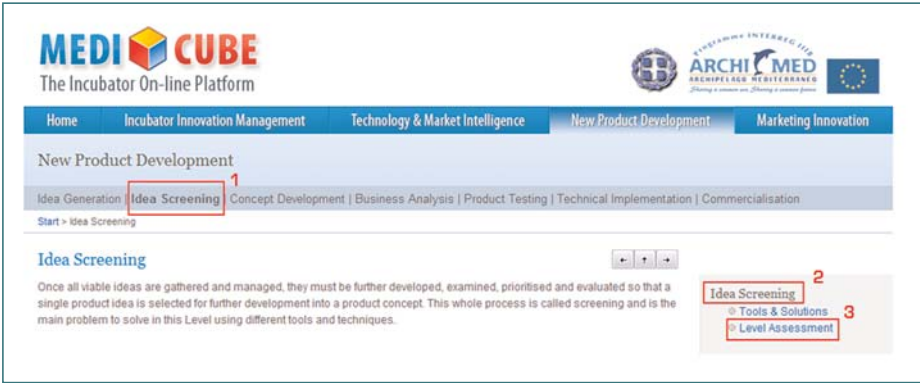 MEDI CUBE
The Incubator On-line Platform
Programme INTERREG IIIB
ARCHI MED
ARCHIPELAGO MEDITERRANEO
Home Incubator Innovation Management Technology & Market Intelligence New Product Development Marketing Innovation
New Product Development
1
Idea Generation | Idea Screening | Concept Development | Business Analysis | Product Testing | Technical Implementation | Commercialisation
Start > Idea Screening
Idea Screening
Once all viable ideas are gathered and managed, they must be further developed, examined, prioritised and evaluated so that a
single product idea is selected for further development into a product concept. This whole process is called screening and is the
main problem to solve in this Level using different tools and techniques.
2
Idea Screening
Tools & Solutions
3
Level Assessment